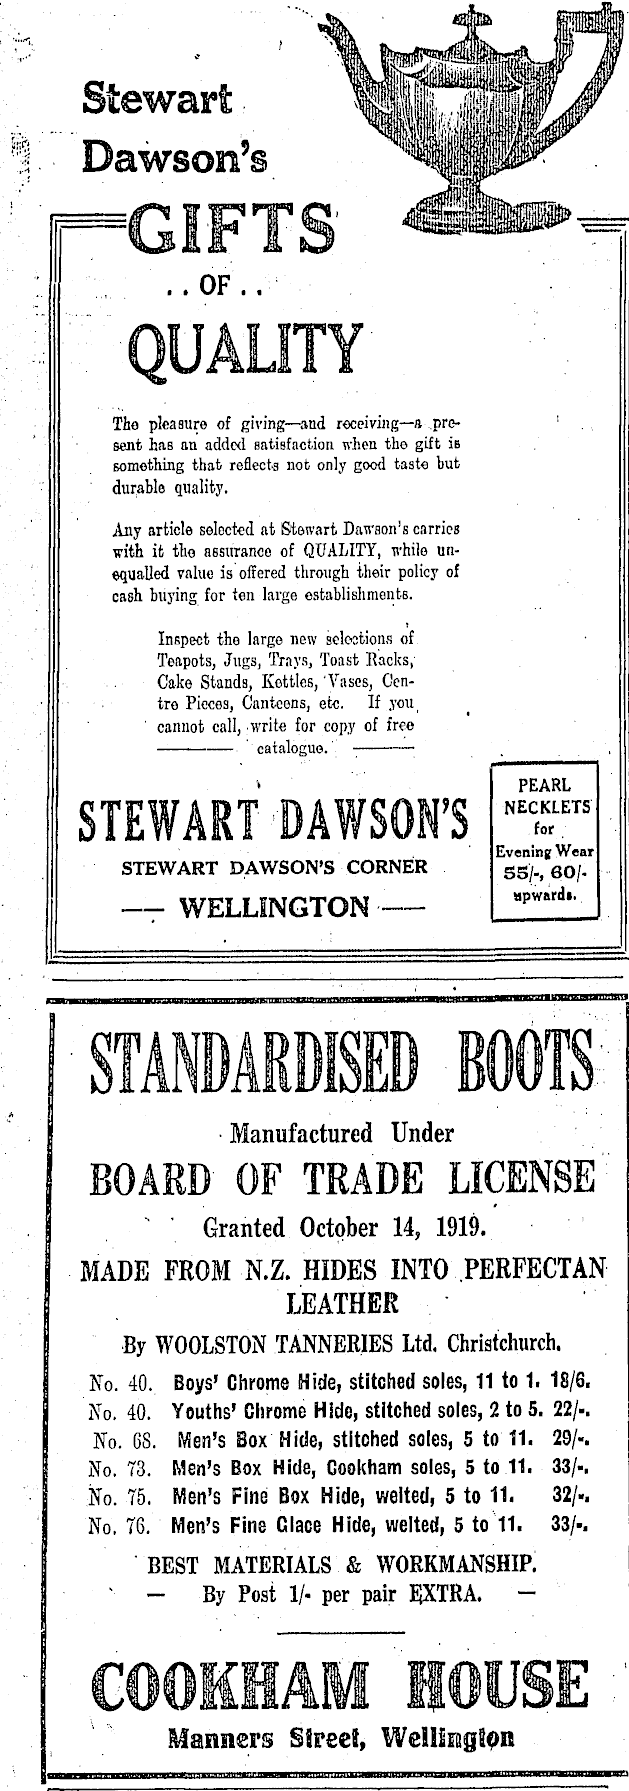 Stewart
Dawson's
GIFTS
..OF..
QUALITY
The pleasure of giving—and receiving—a pre-
sent has an added satisfaction when the gift is
something that reflects not only good taste but
durable quality.
Any article selected at Stewart Dawson's carries
with it the assurance of QUALITY, while un-
equalled value is offered through their policy of
cash buying for ten large establishments.
Inspect the large new selections of
Teapots, Jugs, Trays, Toast Racks,
Cake Stands, Kettles, Vases, Cen-
tre Pieces, Canteens, etc. If you
cannot call, write for copy of free
catalogue.
STEWART DAWSON'S
STEWART DAWSON'S CORNER
—— WELLINGTON ——
PEARL
NECKLETS
for
Evening Wear
55/-, 60/-
upwards.
STANDARDISED BOOTS
Manufactured Under
BOARD OF TRADE LICENSE
Granted October 14, 1919.
MADE FROM N.Z. HIDES INTO PERFECTAN
LEATHER
By WOOLSTON TANNERIES Ltd. Christchurch.
No. 40. Boys' Chrome Hide, stitched soles, 11 to 1. 18/6.
No. 40. Youths' Chrome Hide, stitched soles, 2 to 5. 22/-.
No. 68. Men's Box Hide, stitched soles, 5 to 11. 29/-.
No. 73. Men's Box Hide, Cookham soles, 5 to 11. 33/-.
No. 75. Men's Fine Box Hide, welted, 5 to 11. 32/-.
No. 76. Men's Fine Glace Hide, welted, 5 to 11. 33/-.
BEST MATERIALS & WORKMANSHIP.
— By Post 1/- per pair EXTRA. —
COOKHAM HOUSE
Manners Street, Wellington